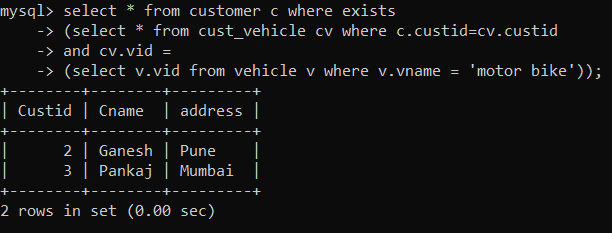 mysql> select * from customer c where exists
    -> (select * from cust_vehicle cv where c.custid=cv.custid
    -> and cv.vid =
    -> (select v.vid from vehicle v where v.vname = 'motor bike'));
+--------+--------+---------+
| Custid | Cname  | address |
+--------+--------+---------+
|      2 | Ganesh | Pune    |
|      3 | Pankaj | Mumbai  |
+--------+--------+---------+
2 rows in set (0.00 sec)